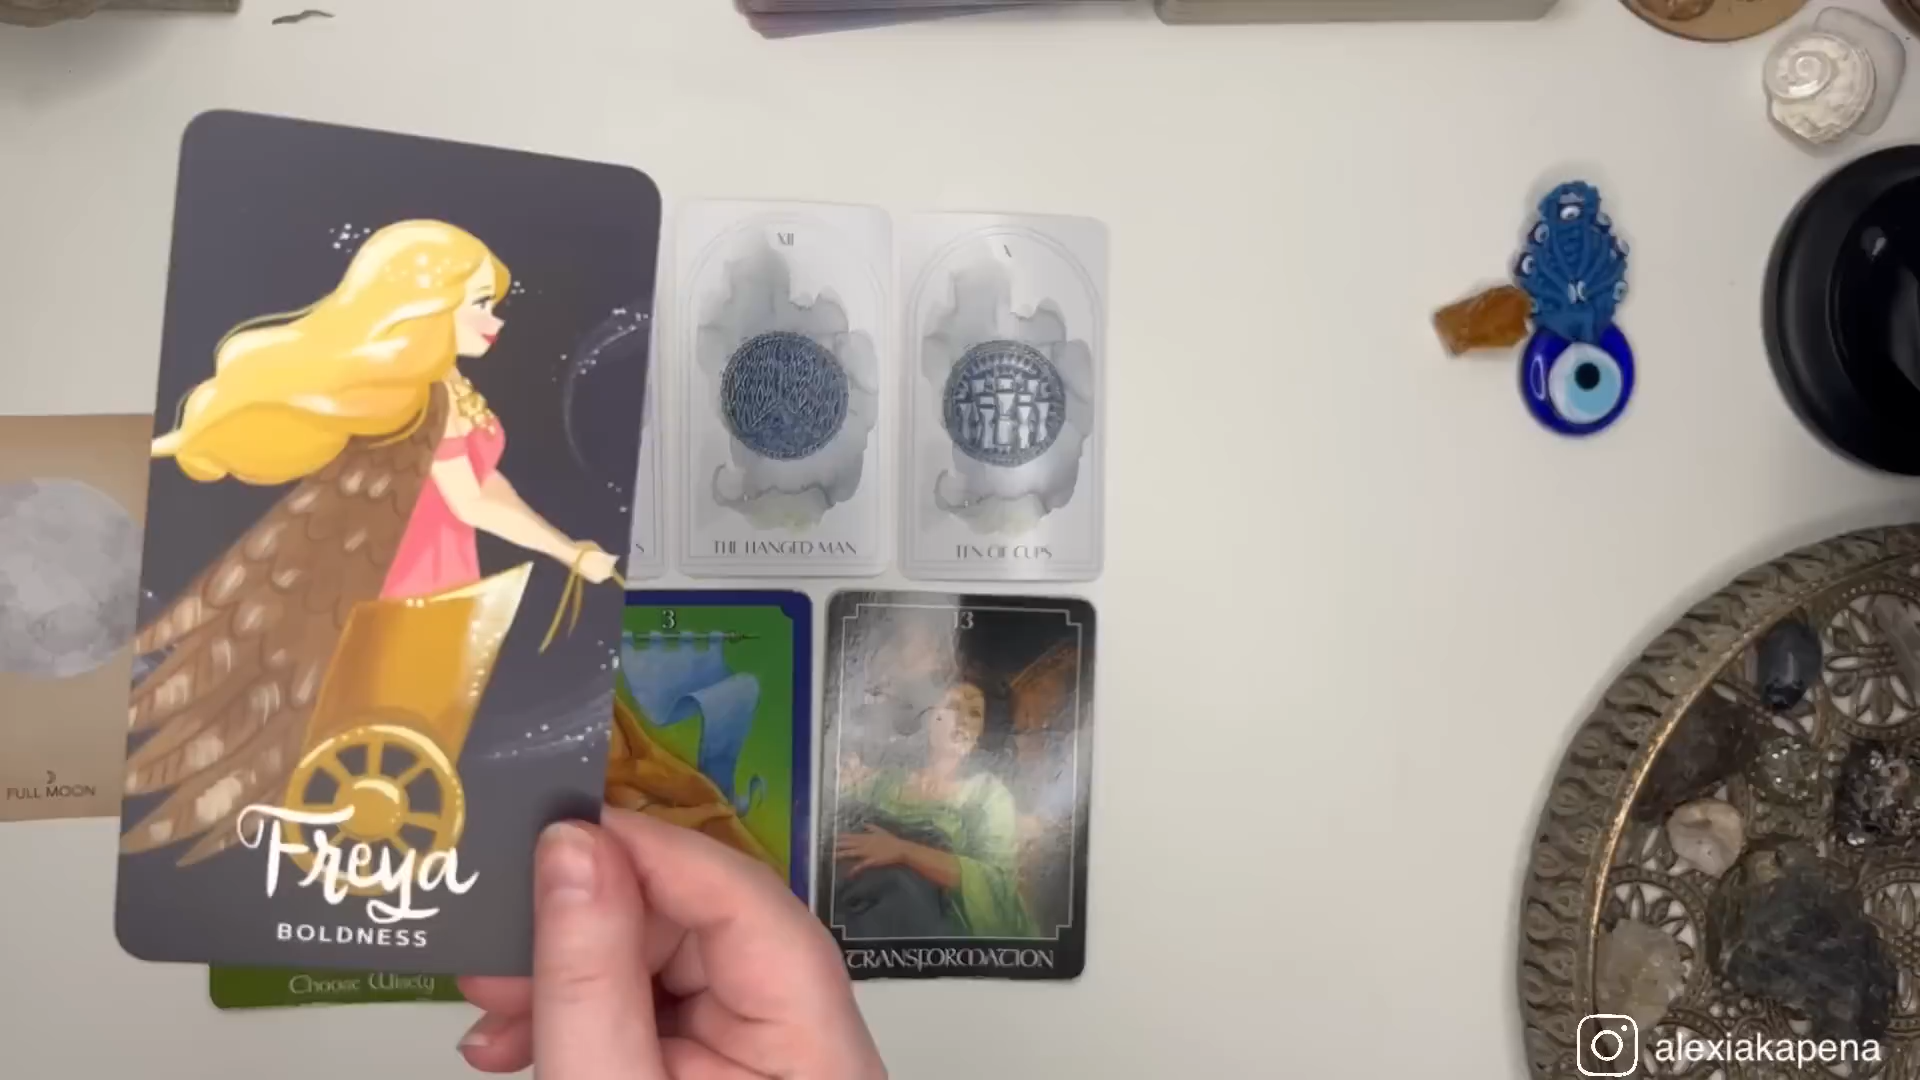 XII
THE HANGED MAN
X
TEN OF CUPS
S
3
13
TRANSFORMATION
FULL MOON
Freya
BOLDNESS
Choose Wisely
alexiakapena